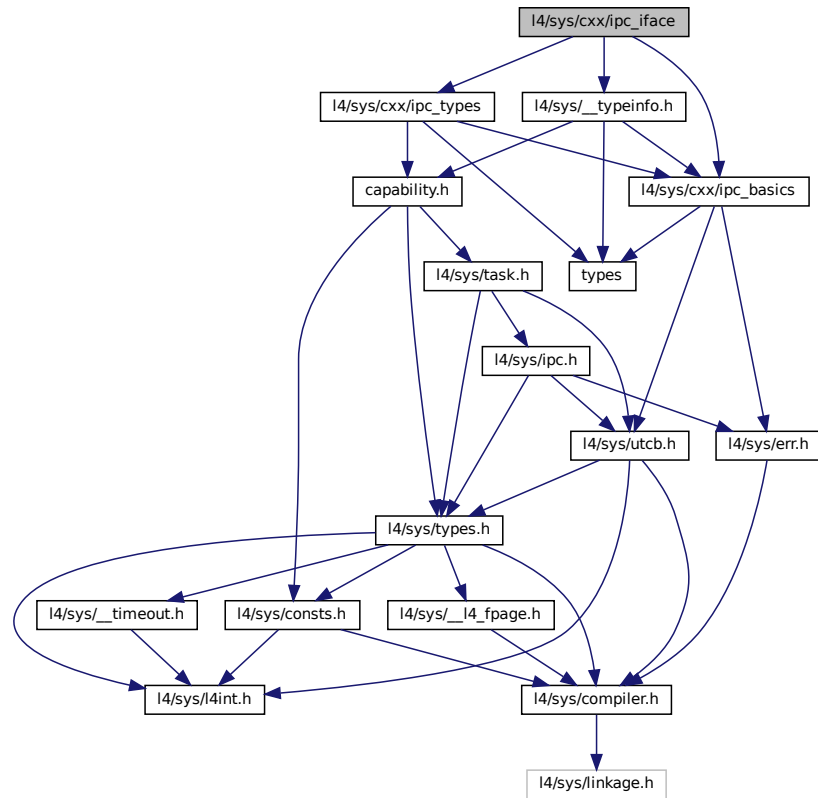 l4/sys/cxx/ipc_iface
l4/sys/cxx/ipc_types
l4/sys/__typeinfo.h
capability.h
l4/sys/cxx/ipc_basics
l4/sys/task.h
types
l4/sys/ipc.h
l4/sys/utcb.h
l4/sys/err.h
l4/sys/types.h
l4/sys/__timeout.h
l4/sys/consts.h
l4/sys/__l4_fpage.h
l4/sys/l4int.h
l4/sys/compiler.h
l4/sys/linkage.h